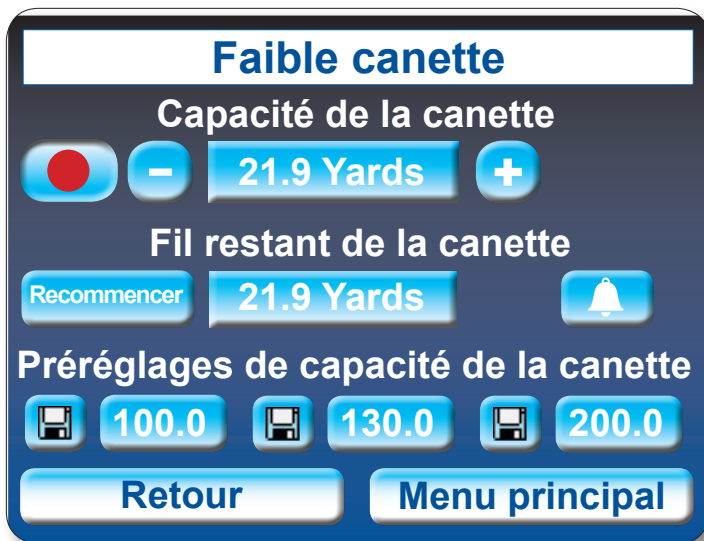 Faible canette
Capacité de la canette
- 21.9 Yards +
Fil restant de la canette
Recommencer 21.9 Yards
Préréglages de capacité de la canette
100.0 130.0 200.0
Retour Menu principal